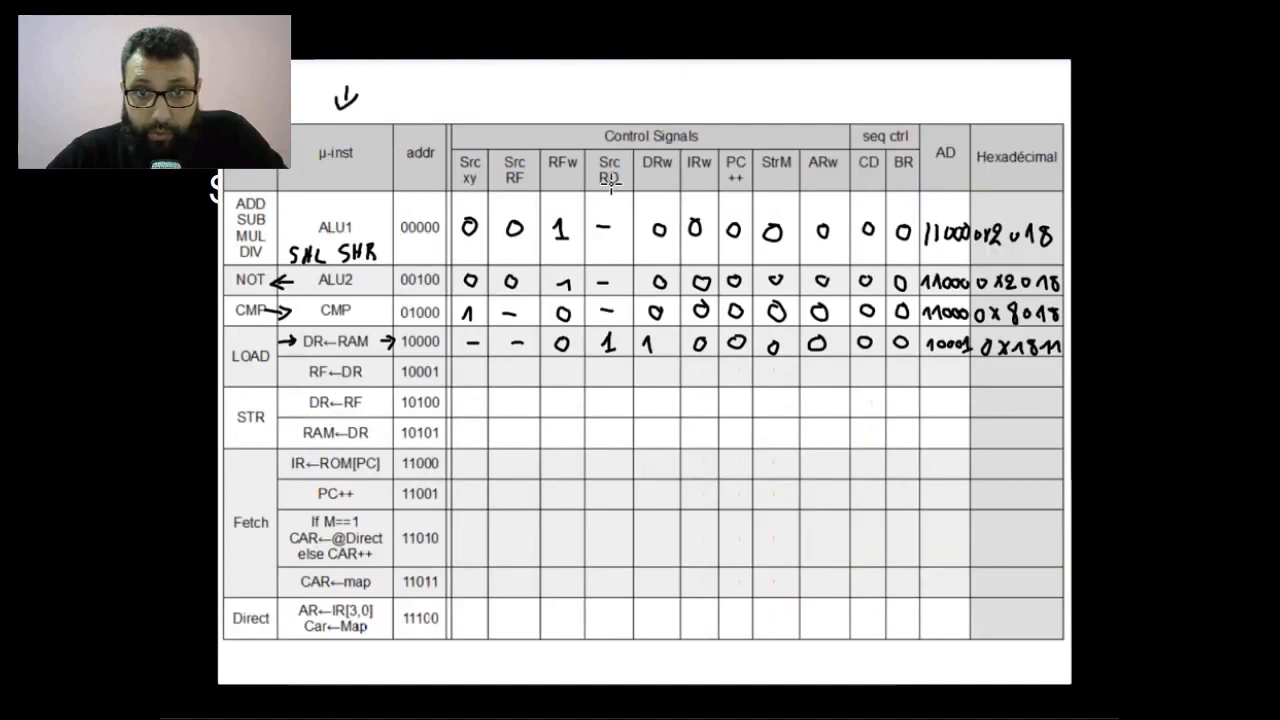 S
↓
μ-inst addr Control Signals seq ctrl AD Hexadécimal
Src xy Src RF RFw Src RD DRw IRw PC ++ StrM ARw CD BR
ADD SUB MUL DIV ALU1 SHL SHR 00000 0 0 1 - 0 0 0 0 0 0 0 11000 0x2018
NOT ← ALU2 00100 0 0 1 - 0 0 0 0 0 0 0 11000 0x2018
CMP → CMP 01000 1 - 0 - 0 0 0 0 0 0 0 11000 0x8018
LOAD → DR←RAM → 10000 - - 0 1 1 0 0 0 0 0 0 10001 0x1811
RF←DR 10001
STR DR←RF 10100
RAM←DR 10101
Fetch IR←ROM[PC] 11000
PC++ 11001
If M==1
CAR←@Direct 11010
else CAR++
CAR←map 11011
Direct AR←IR[3,0] 11100
Car←Map